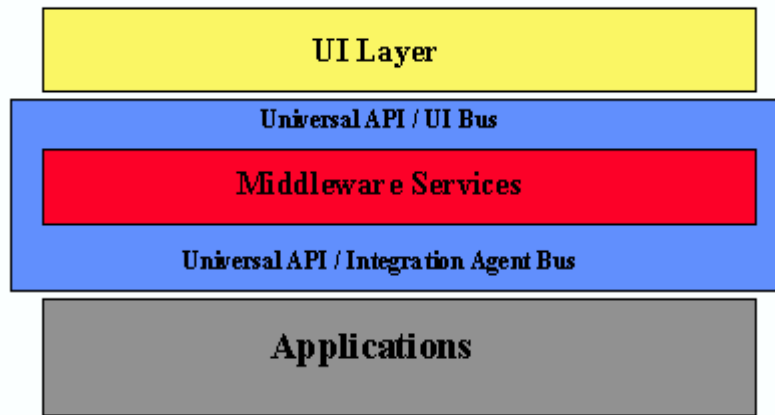 UI Layer
Universal API / UI Bus
Middleware Services
Universal API / Integration Agent Bus
Applications